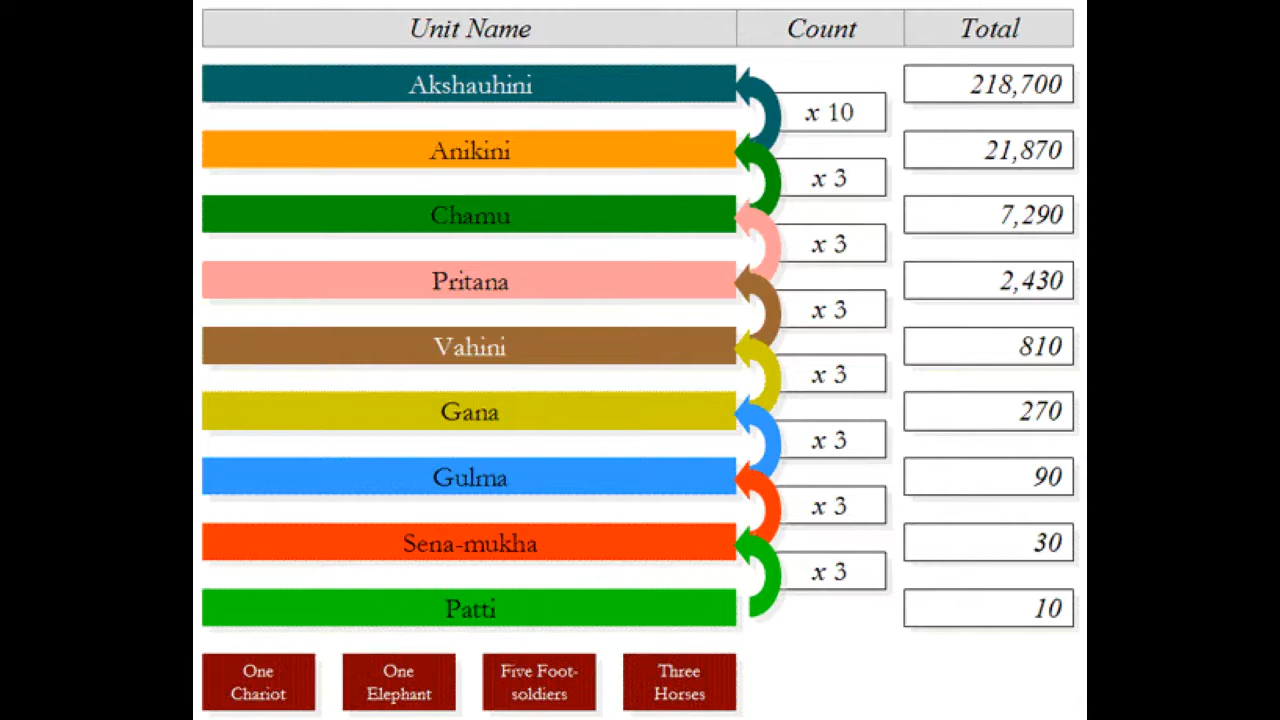 Unit Name Count Total
Akshauhini 218,700
x 10
Anikini 21,870
x 3
Chamu 7,290
x 3
Pritana 2,430
x 3
Vahini 810
x 3
Gana 270
x 3
Gulma 90
x 3
Sena-mukha 30
x 3
Patti 10
One Chariot
One Elephant
Five Foot-soldiers
Three Horses